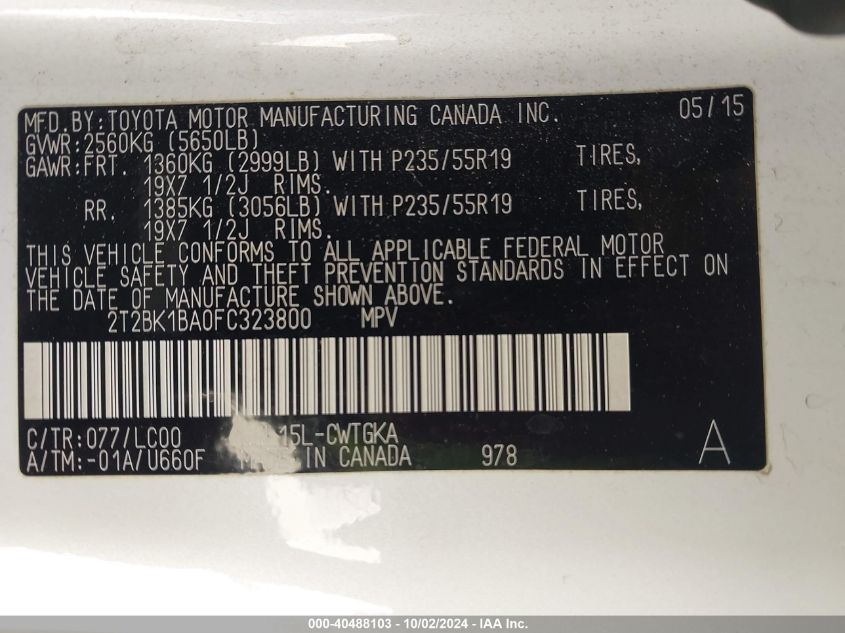 MFD.BY:TOYOTA MOTOR MANUFACTURING CANADA INC. 05/15
GVWR:2560KG (5650LB)
GAWR:FRT. 1360KG (2999LB) WITH P235/55R19 TIRES,
19X7 1/2J RIMS.
RR. 1385KG (3056LB) WITH P235/55R19 TIRES,
19X7 1/2J RIMS.
THIS VEHICLE CONFORMS TO ALL APPLICABLE FEDERAL MOTOR
VEHICLE SAFETY AND THEFT PREVENTION STANDARDS IN EFFECT ON
THE DATE OF MANUFACTURE SHOWN ABOVE.
2T2BK1BA0FC323800 MPV
C/TR:077/LC00 15L-CWTGKA A
A/TM:-01A/U660F IN CANADA 978
000-40488103 - 10/02/2024 - IAA Inc.